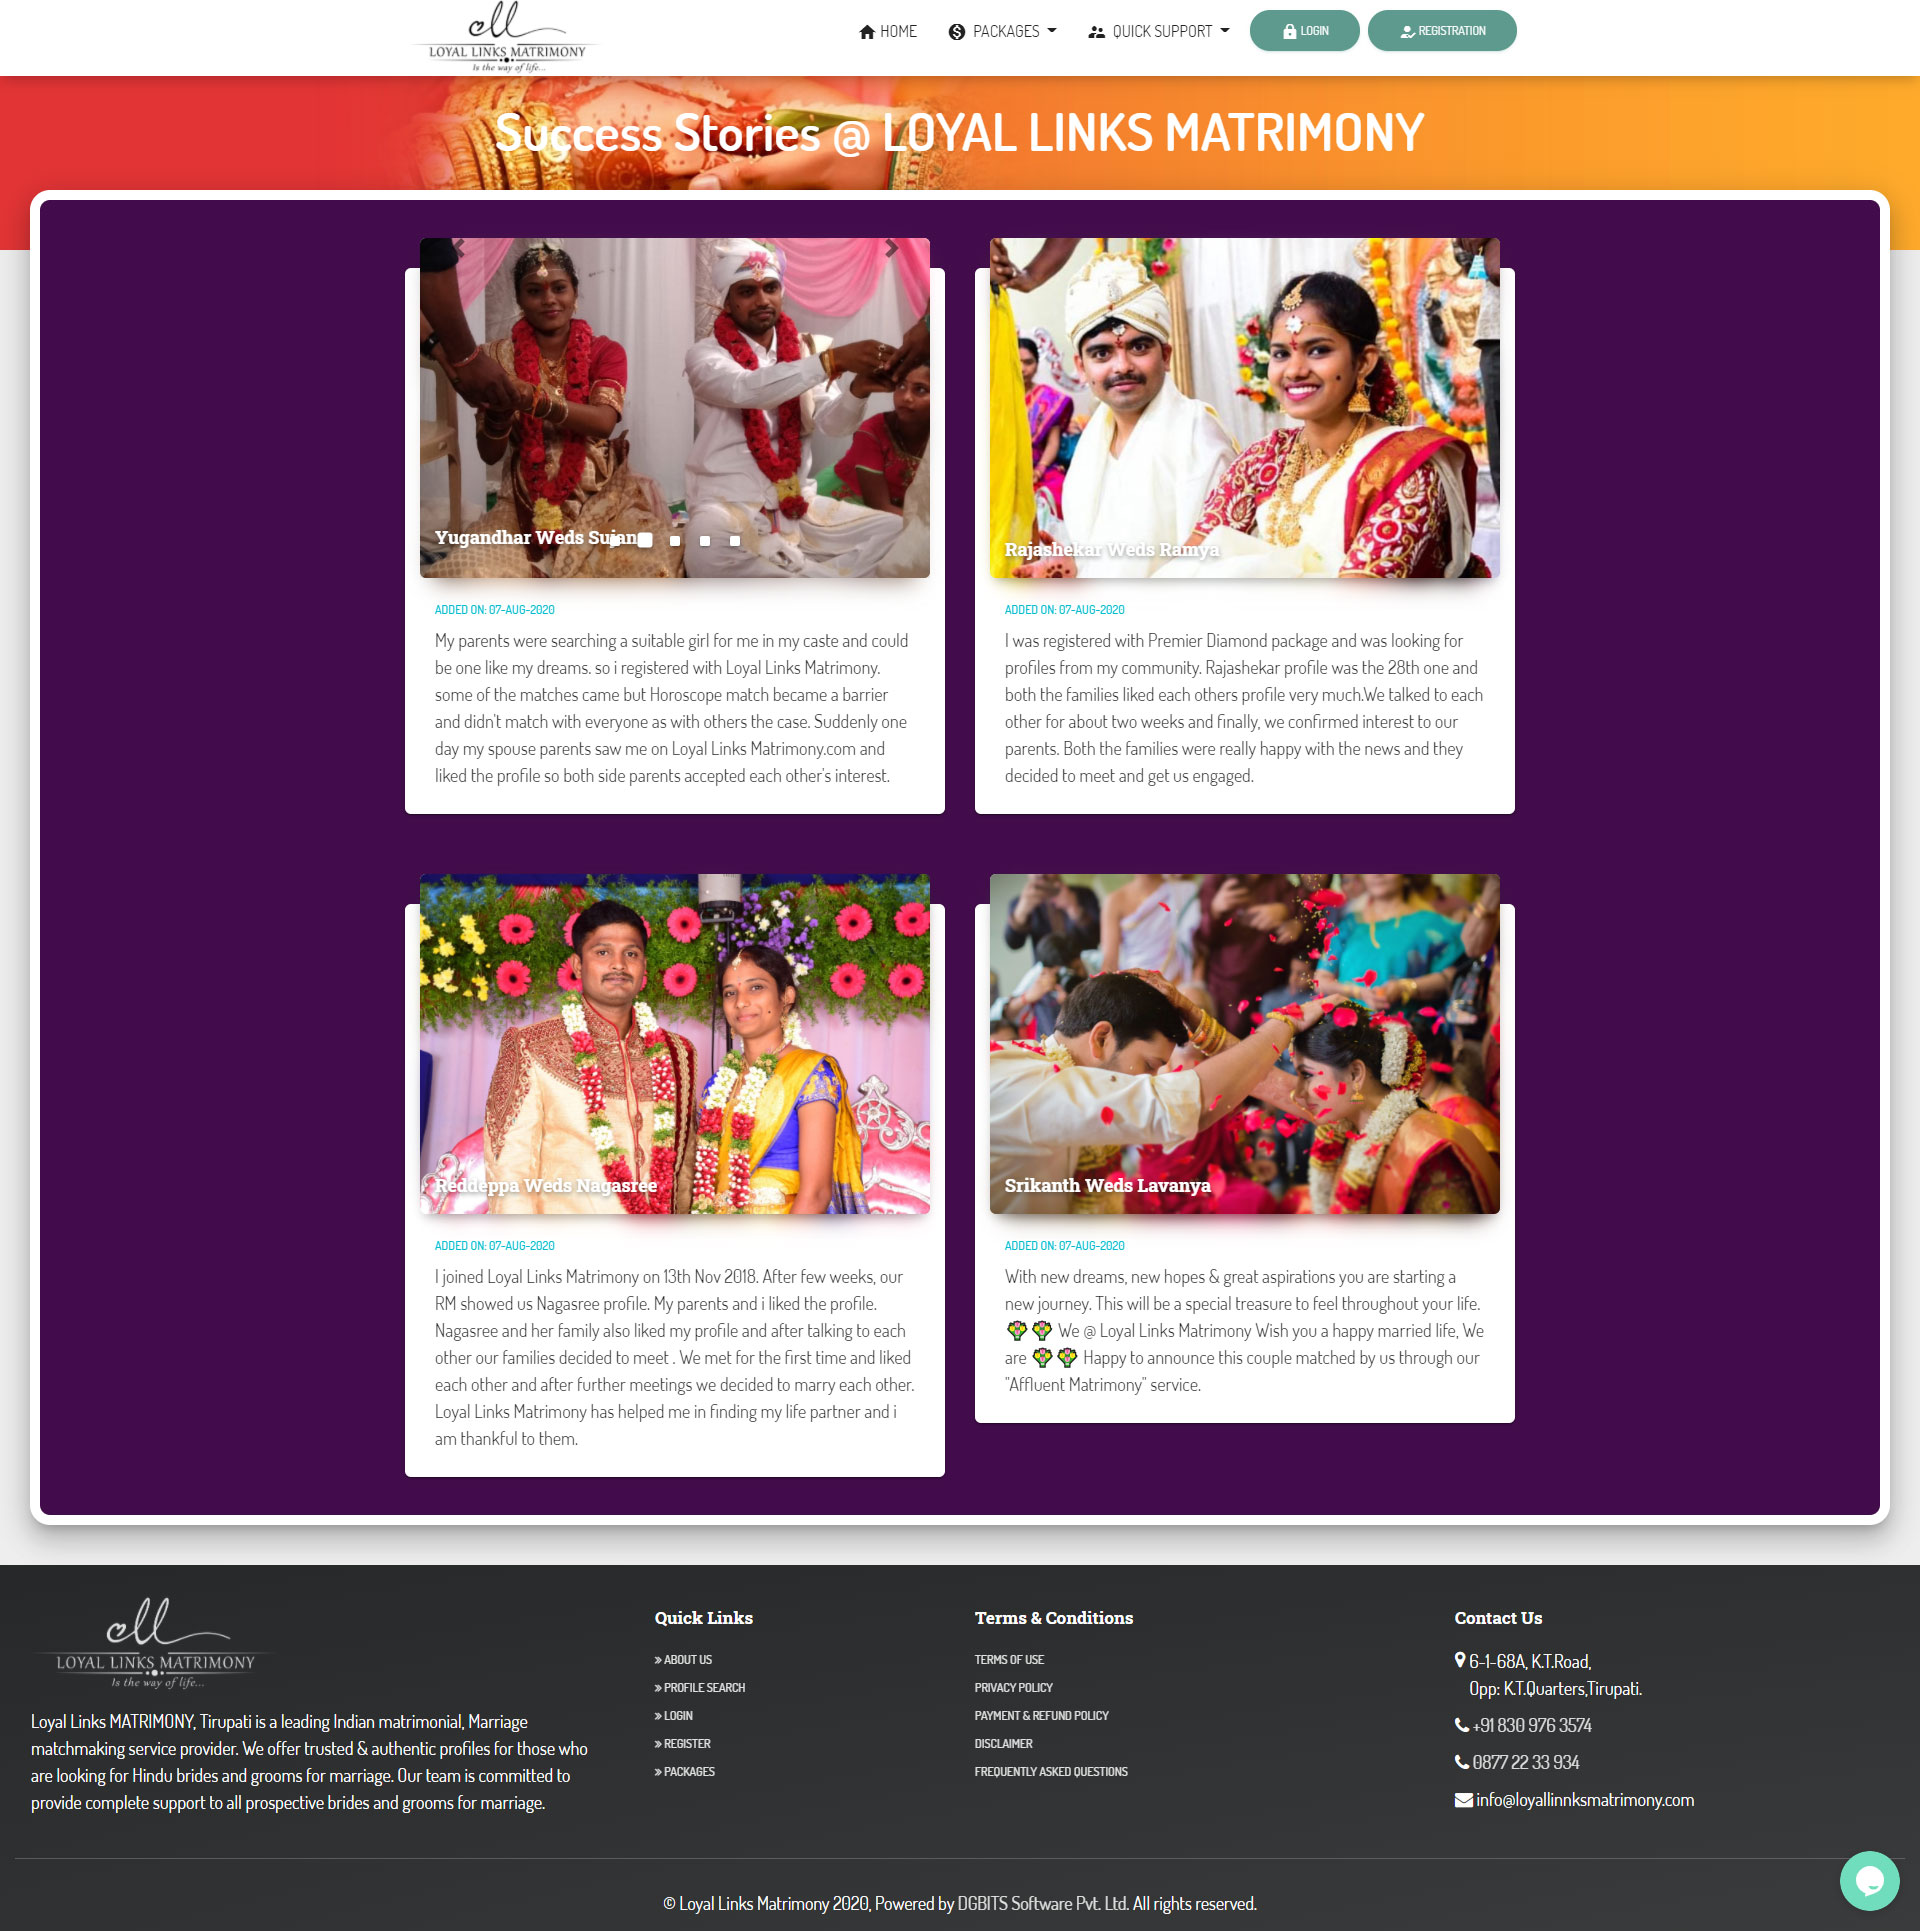 LOYAL LINKS MATRIMONY
is the way of life...
HOME
PACKAGES
QUICK SUPPORT
LOGIN
REGISTRATION
Success Stories @ LOYAL LINKS MATRIMONY
Yugandhar Weds Sujana
ADDED ON: 07-AUG-2020
My parents were searching a suitable girl for me in my caste and could
be one like my dreams. so i registered with Loyal Links Matrimony.
some of the matches came but Horoscope match became a barrier
and didn't match with everyone as with others the case. Suddenly one
day my spouse parents saw me on Loyal Links Matrimony.com and
liked the profile so both side parents accepted each other's interest.
Rajashekar Weds Ramya
ADDED ON: 07-AUG-2020
I was registered with Premier Diamond package and was looking for
profiles from my community. Rajashekar profile was the 28th one and
both the families liked each others profile very much.We talked to each
other for about two weeks and finally, we confirmed interest to our
parents. Both the families were really happy with the news and they
decided to meet and get us engaged.
Reddeppa Weds Nagasree
ADDED ON: 07-AUG-2020
I joined Loyal Links Matrimony on 13th Nov 2018. After few weeks, our
RM showed us Nagasree profile. My parents and i liked the profile.
Nagasree and her family also liked my profile and after talking to each
other our families decided to meet . We met for the first time and liked
each other and after further meetings we decided to marry each other.
Loyal Links Matrimony has helped me in finding my life partner and i
am thankful to them.
Srikanth Weds Lavanya
ADDED ON: 07-AUG-2020
With new dreams, new hopes & great aspirations you are starting a
new journey. This will be a special treasure to feel throughout your life.
💐💐 We @ Loyal Links Matrimony Wish you a happy married life, We
are 💐💐 Happy to announce this couple matched by us through our
"Affluent Matrimony" service.
LOYAL LINKS MATRIMONY
Is the way of life...
Loyal Links MATRIMONY, Tirupati is a leading Indian matrimonial, Marriage
matchmaking service provider. We offer trusted & authentic profiles for those who
are looking for Hindu brides and grooms for marriage. Our team is committed to
provide complete support to all prospective brides and grooms for marriage.
Quick Links
» ABOUT US
» PROFILE SEARCH
» LOGIN
» REGISTER
» PACKAGES
Terms & Conditions
TERMS OF USE
PRIVACY POLICY
PAYMENT & REFUND POLICY
DISCLAIMER
FREQUENTLY ASKED QUESTIONS
Contact Us
6-1-68A, K.T.Road,
Opp: K.T.Quarters,Tirupati.
+91 830 976 3574
0877 22 33 934
info@loyallinnksmatrimony.com
© Loyal Links Matrimony 2020, Powered by DGBITS Software Pvt. Ltd. All rights reserved.